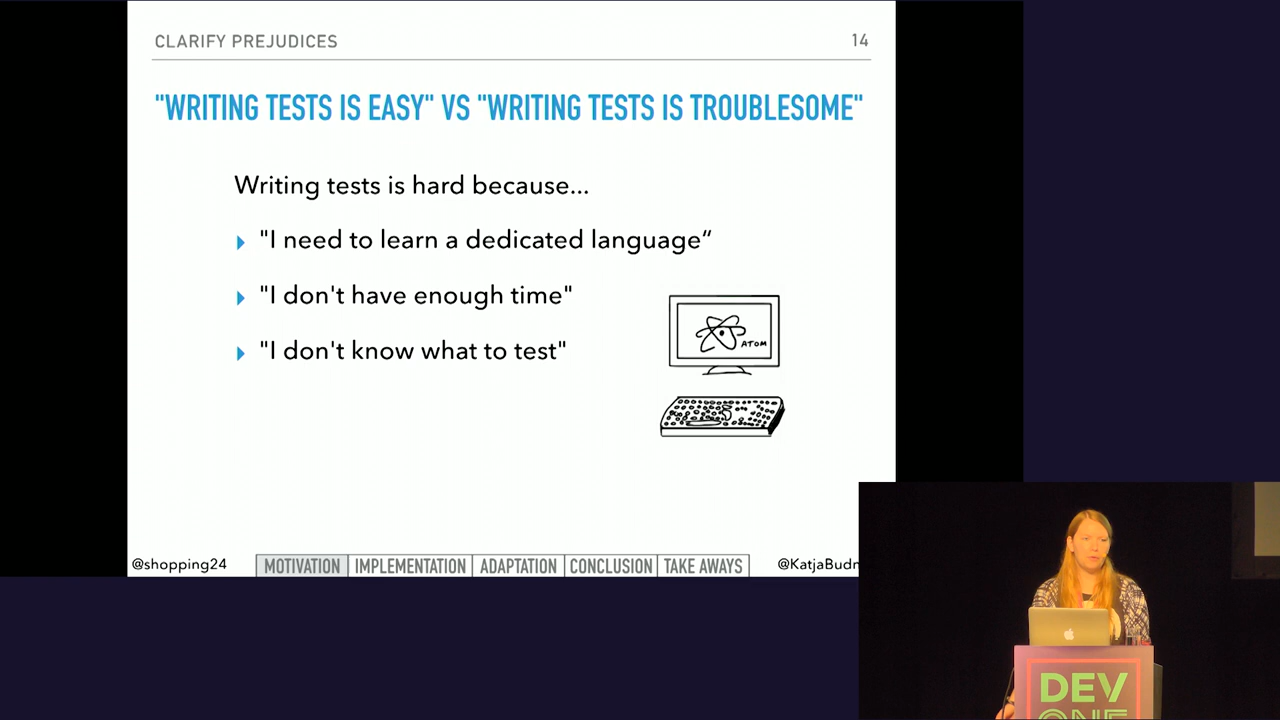 CLARIFY PREJUDICES
14
"WRITING TESTS IS EASY" VS "WRITING TESTS IS TROUBLESOME"
Writing tests is hard because...
"I need to learn a dedicated language“
"I don't have enough time"
"I don't know what to test"
ATOM
@shopping24
MOTIVATION
IMPLEMENTATION
ADAPTATION
CONCLUSION
TAKE AWAYS
@KatjaBudn
DEV
ONE